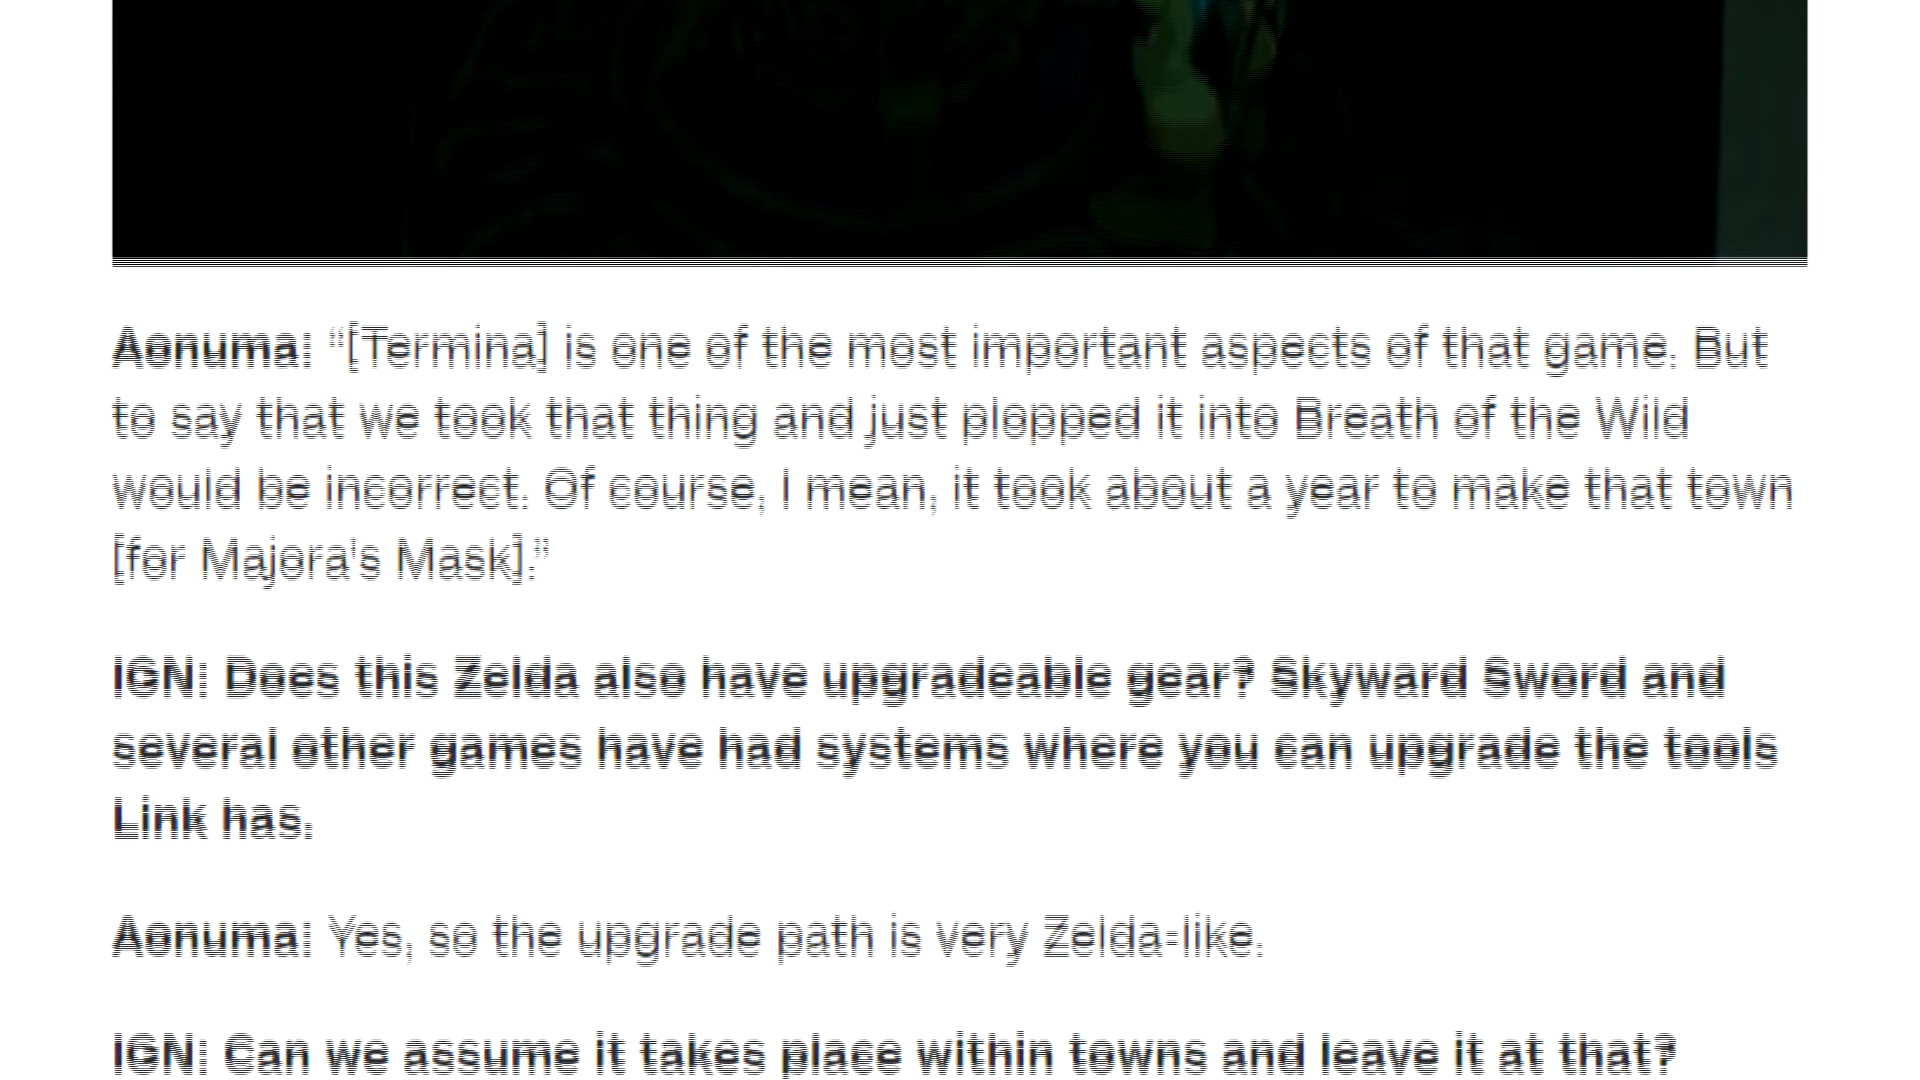 Aonuma: “[Termina] is one of the most important aspects of that game. But
to say that we took that thing and just plopped it into Breath of the Wild
would be incorrect. Of course, I mean, it took about a year to make that town
[for Majora's Mask].”
IGN: Does this Zelda also have upgradeable gear? Skyward Sword and
several other games have had systems where you can upgrade the tools
Link has.
Aonuma: Yes, so the upgrade path is very Zelda-like.
IGN: Can we assume it takes place within towns and leave it at that?